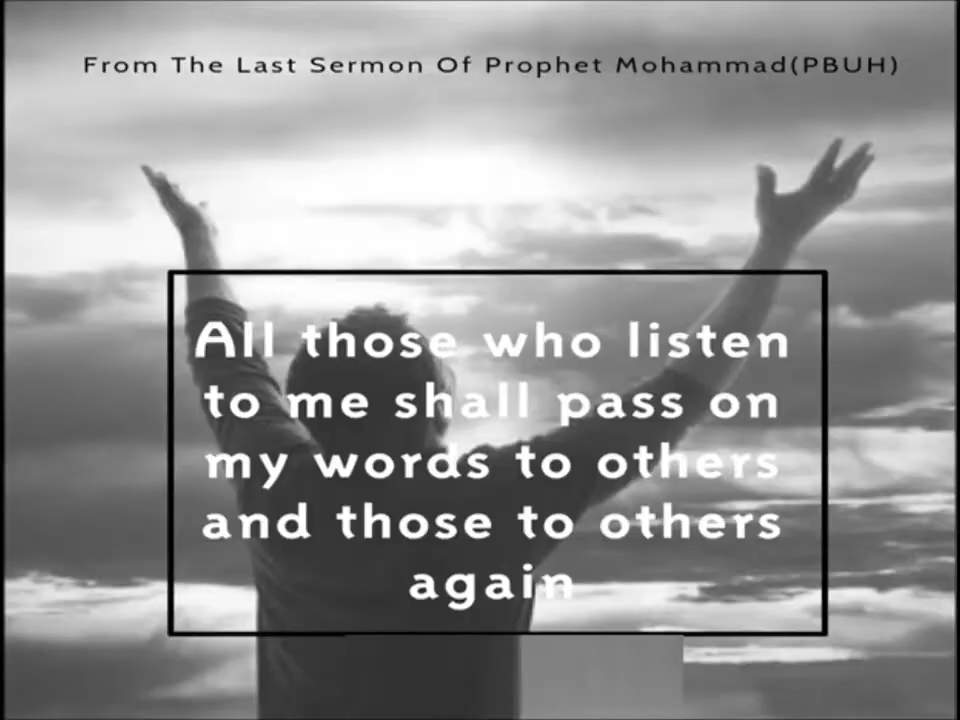 From The Last Sermon Of Prophet Mohammad(PBUH)
All those who listen
to me shall pass on
my words to others
and those to others
again